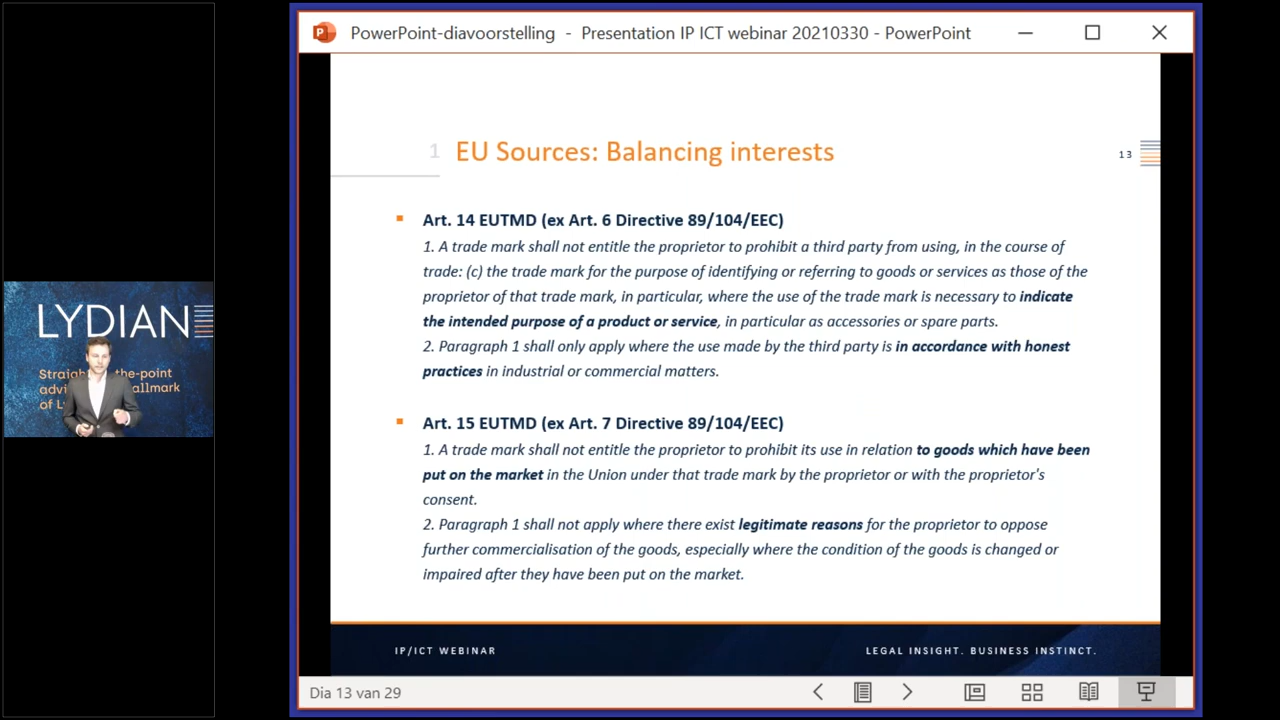 PowerPoint-diavoorstelling - Presentation IP ICT webinar 20210330 - PowerPoint
1 EU Sources: Balancing interests
13
Art. 14 EUTMD (ex Art. 6 Directive 89/104/EEC)
1. A trade mark shall not entitle the proprietor to prohibit a third party from using, in the course of
trade: (c) the trade mark for the purpose of identifying or referring to goods or services as those of the
proprietor of that trade mark, in particular, where the use of the trade mark is necessary to indicate
the intended purpose of a product or service, in particular as accessories or spare parts.
2. Paragraph 1 shall only apply where the use made by the third party is in accordance with honest
practices in industrial or commercial matters.
Art. 15 EUTMD (ex Art. 7 Directive 89/104/EEC)
1. A trade mark shall not entitle the proprietor to prohibit its use in relation to goods which have been
put on the market in the Union under that trade mark by the proprietor or with the proprietor's
consent.
2. Paragraph 1 shall not apply where there exist legitimate reasons for the proprietor to oppose
further commercialisation of the goods, especially where the condition of the goods is changed or
impaired after they have been put on the market.
IP/ICT WEBINAR
LEGAL INSIGHT. BUSINESS INSTINCT.
Dia 13 van 29
LYDIAN
the-point
of